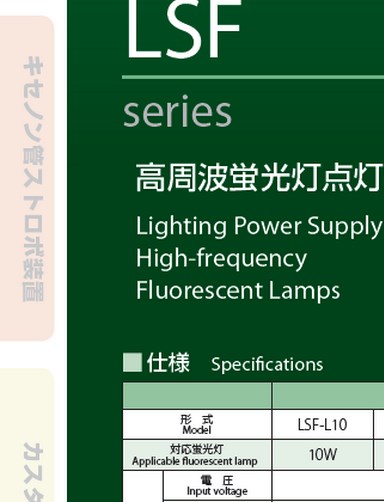 LSF
series
高周波蛍光灯点灯
Lighting Power Supply
High-frequency
Fluorescent Lamps
仕様 Specifications
形 式
Model
LSF-L10
対応蛍光灯
Applicable fluorescent lamp
10W
電 圧
Input voltage
キセノン管ストロボ装置
カスタ